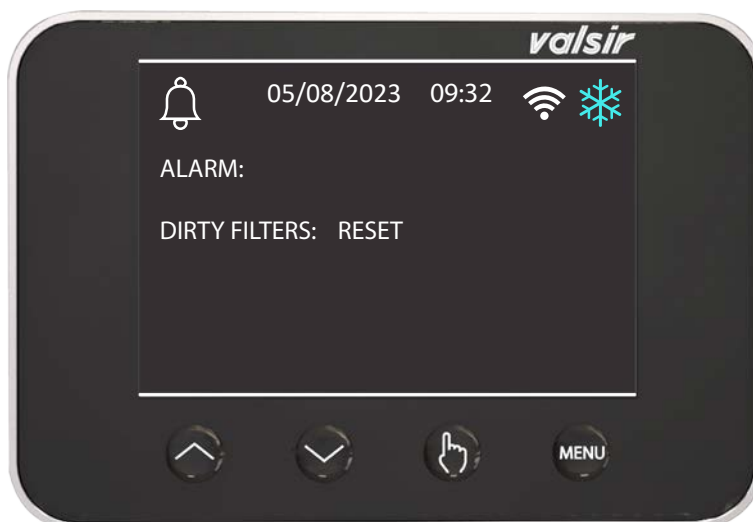 valsir
05/08/2023 09:32
ALARM:
DIRTY FILTERS: RESET
MENU